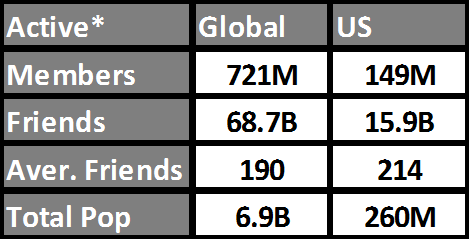 Active* Global US
Members 721M 149M
Friends 68.7B 15.9B
Aver. Friends 190 214
Total Pop 6.9B 260M